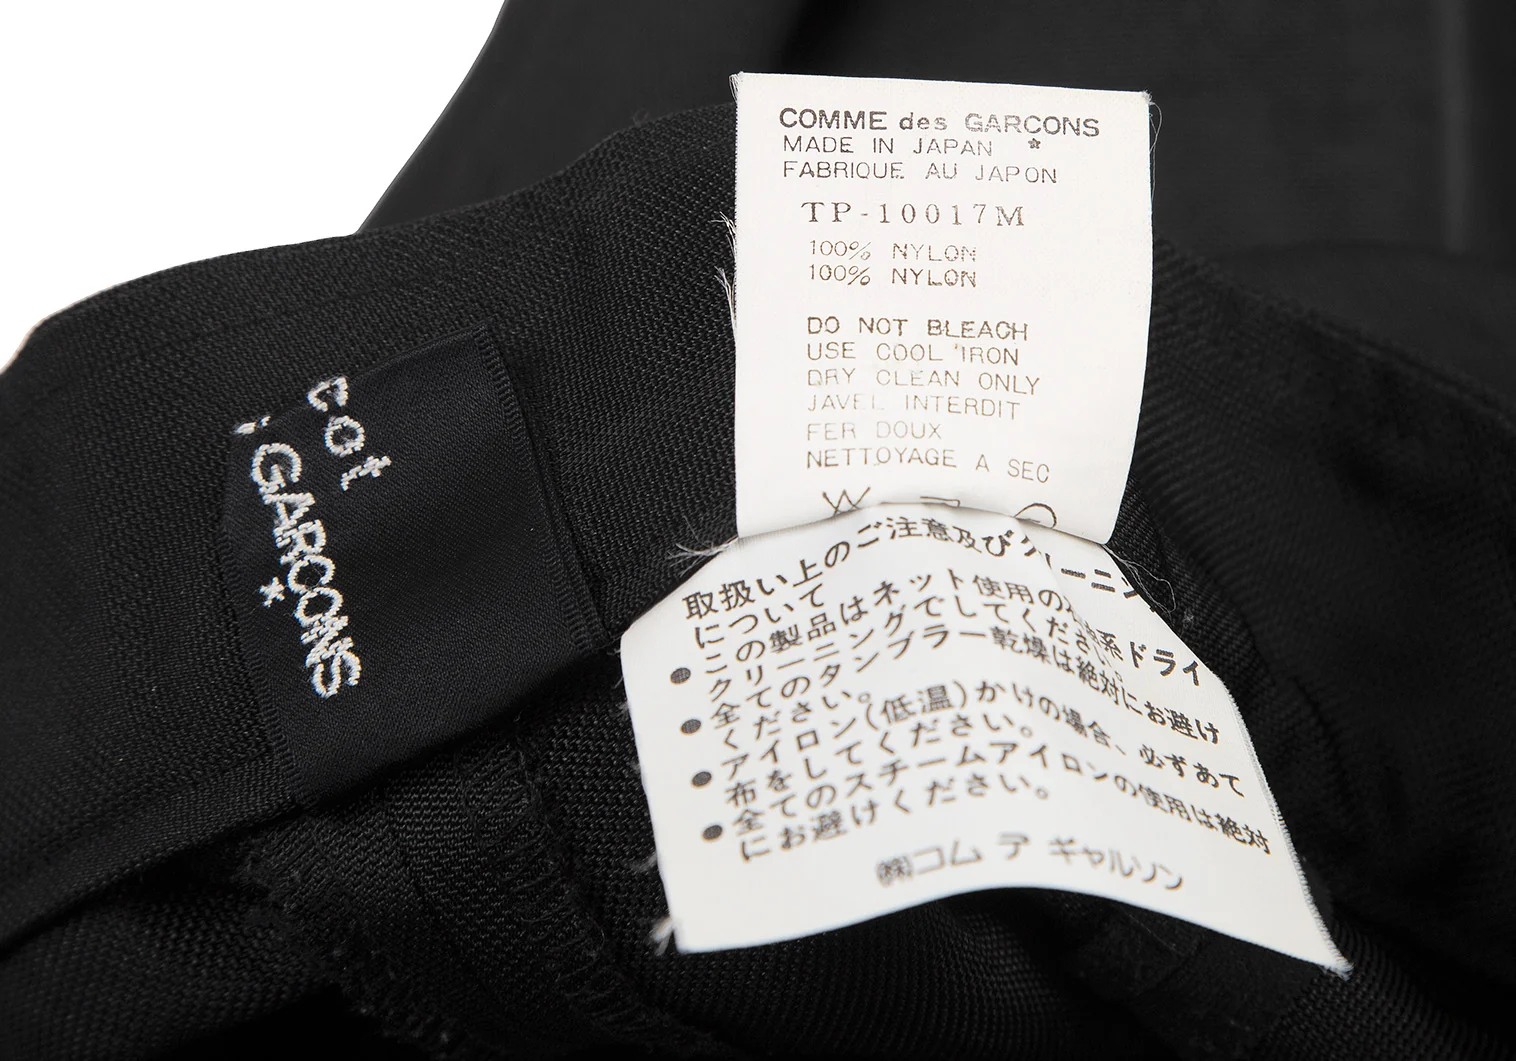 cot
GARCONS
COMME des GARCONS
MADE IN JAPAN
FABRIQUE AU JAPON
TP-10017M
100% NYLON
100% NYLON
DO NOT BLEACH
USE COOL IRON
DRY CLEAN ONLY
JAVEL INTERDIT
FER DOUX
NETTOYAGE A SEC
取扱い上のご注意及びクリーニン
について
●この製品はネット使用の石油系ドライ
クリーニングでしてください。
●全てのタンブラー乾燥は絶対にお避け
ください。
●アイロン(低温)かけの場合、必ずあて
布をしてください。
●全てのスチームアイロンの使用は絶対
にお避けください。
㈱コム デ ギャルソン